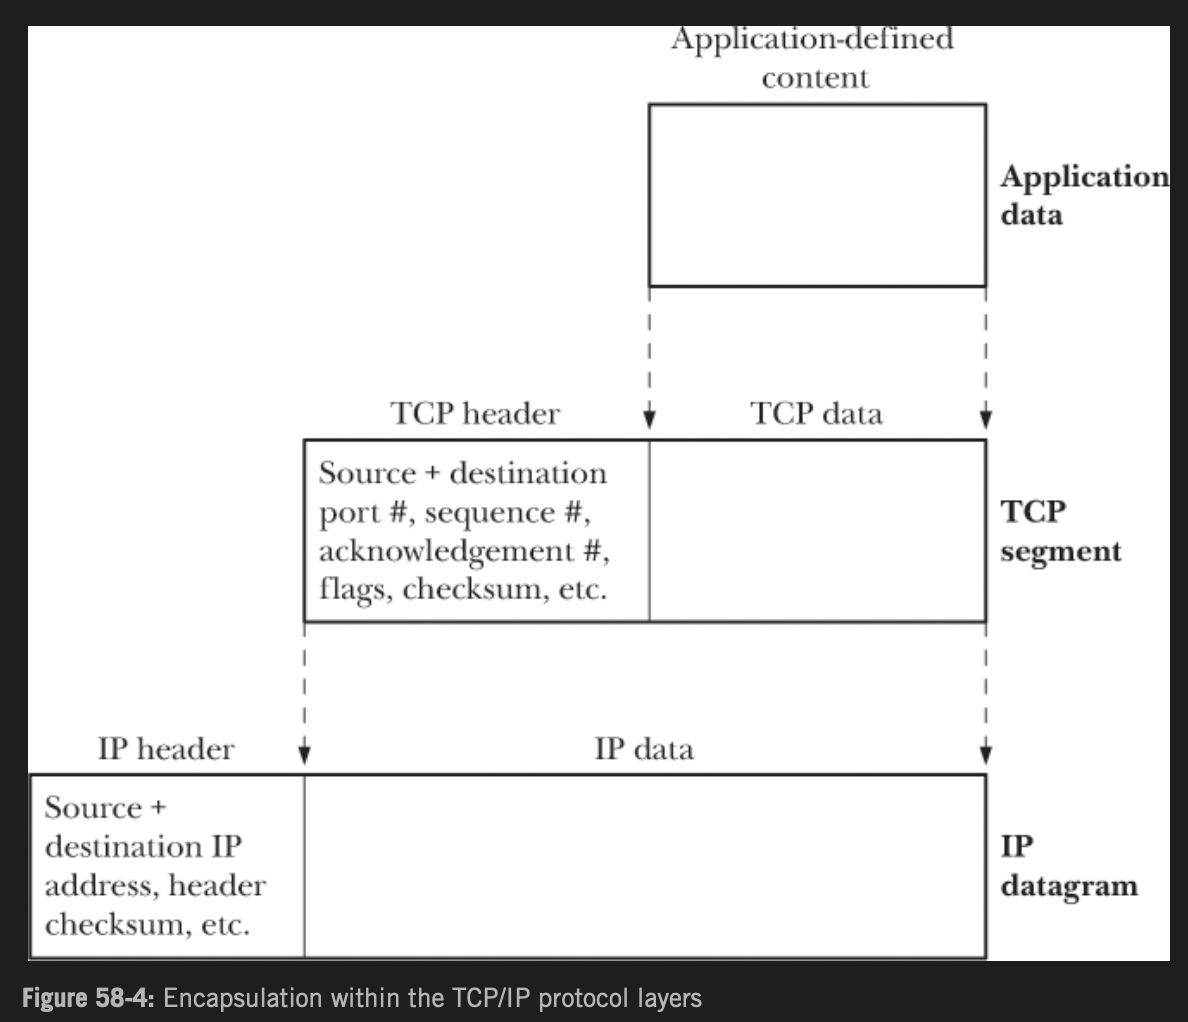 Application-defined
content
Application
data
TCP header
TCP data
Source + destination
port #, sequence #,
acknowledgement #,
flags, checksum, etc.
TCP
segment
IP header
IP data
Source +
destination IP
address, header
checksum, etc.
IP
datagram
Figure 58-4: Encapsulation within the TCP/IP protocol layers